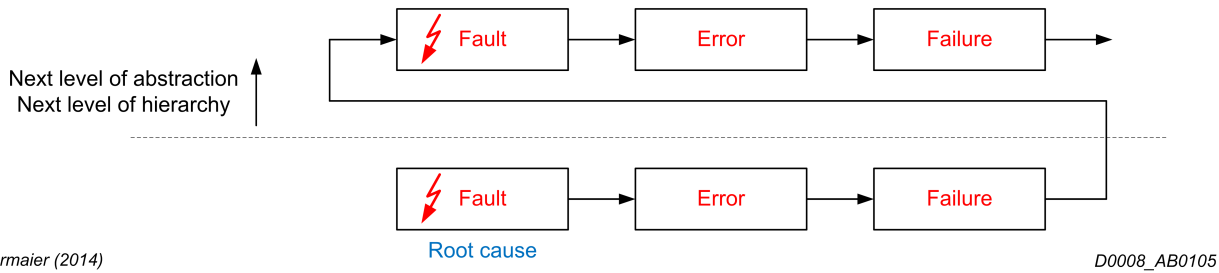 Fault
Error
Failure
Next level of abstraction
Next level of hierarchy
Fault
Error
Failure
Root cause
rmaier (2014)
D0008_AB0105